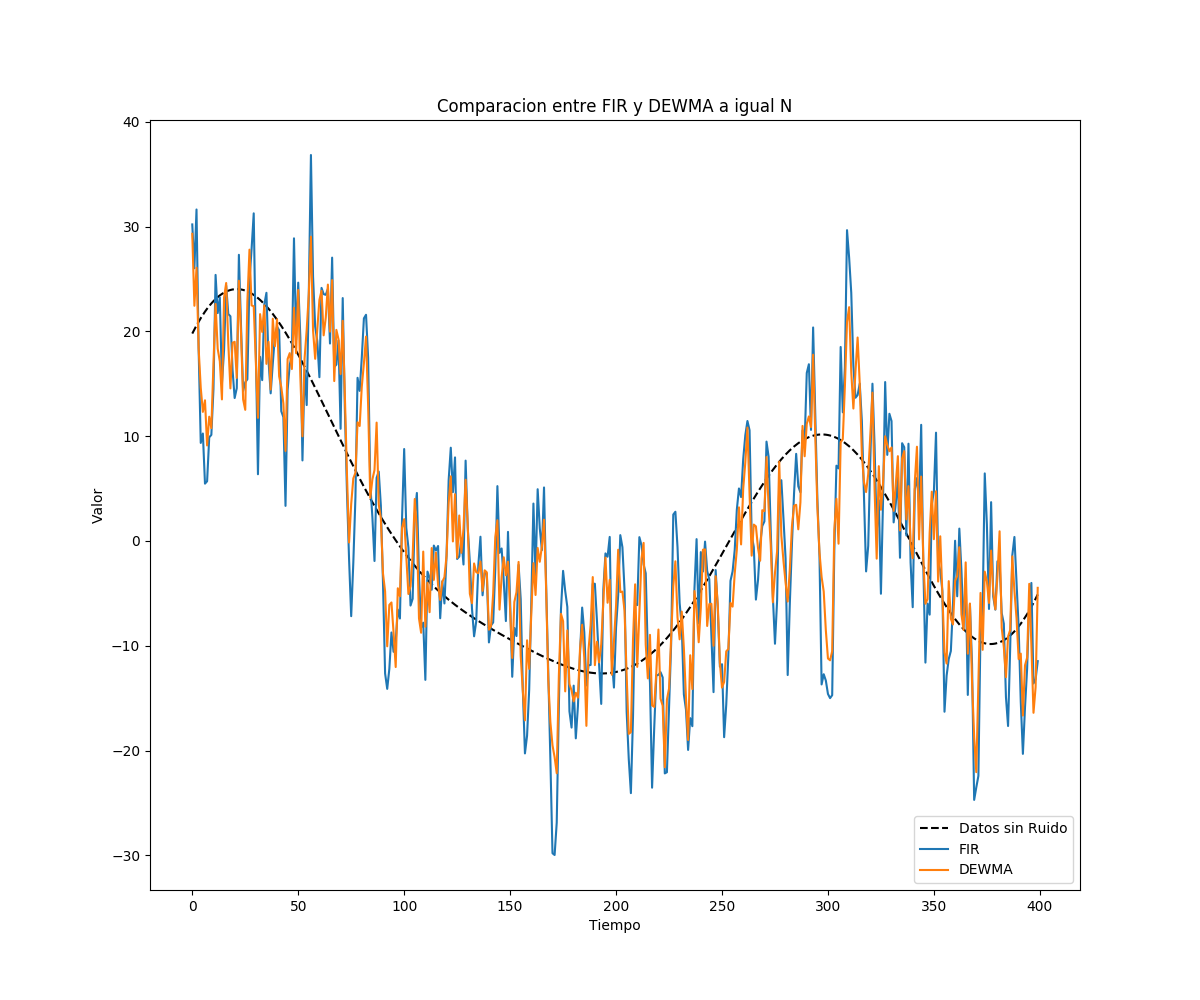 Comparacion entre FIR y DEWMA a igual N
40
30
20
10
0
−10
−20
−30
Valor
0 50 100 150 200 250 300 350 400
Tiempo
Datos sin Ruido
FIR
DEWMA